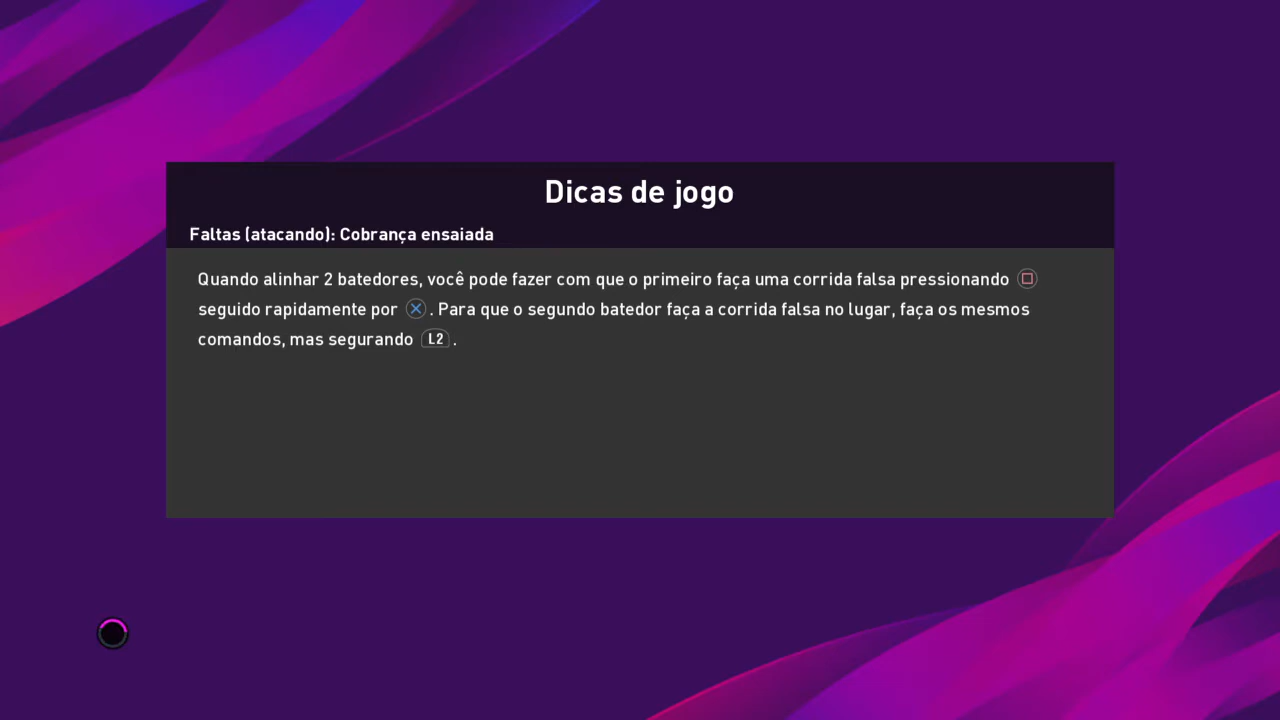 Dicas de jogo
Faltas (atacando): Cobrança ensaiada
Quando alinhar 2 batedores, você pode fazer com que o primeiro faça uma corrida falsa pressionando □
seguido rapidamente por ✕. Para que o segundo batedor faça a corrida falsa no lugar, faça os mesmos
comandos, mas segurando L2 .